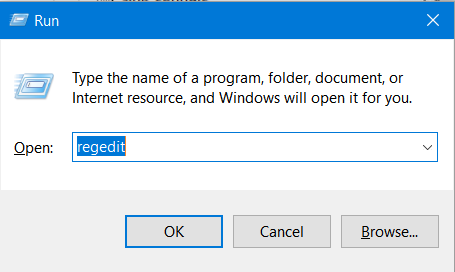 Run
Type the name of a program, folder, document, or
Internet resource, and Windows will open it for you.
Open: regedit
OK Cancel Browse...